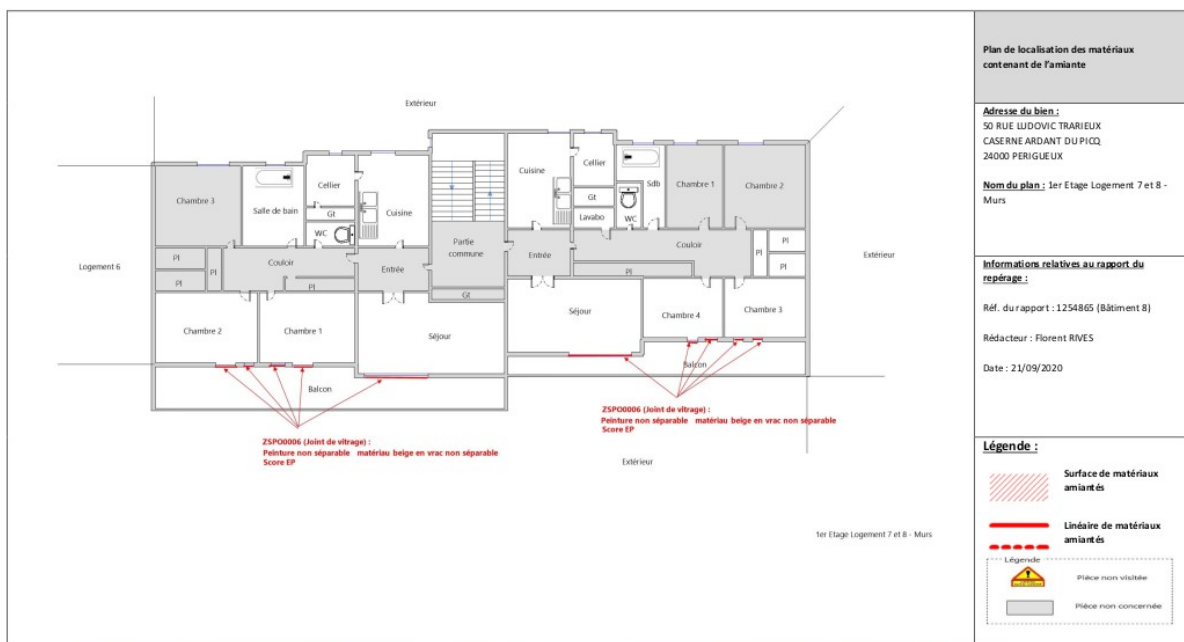 Plan de localisation des matériaux
contenant de l'amiante
Adresse du bien :
50 RUE LUDOVIC TRARIEUX
CASERNE ARDANT DU PICQ
24000 PERIGUEUX
Nom du plan : 1er Etage Logement 7 et 8 -
Murs
Informations relatives au rapport du
repérage :
Réf. du rapport : 1254865 (Bâtiment 8)
Rédacteur : Florent RIVES
Date : 21/09/2020
Légende :
Surface de matériaux
amiantés
Linéaire de matériaux
amiantés
Légende
Pièce non visitée
Pièce non concernée
Extérieur
Logement 6
Chambre 3
Salle de bain
Cellier
Gt
WC
Cuisine
Pl
Pl
Pl
Couloir
Pl
Entrée
Partie
commune
Gt
Chambre 2
Chambre 1
Séjour
Balcon
Cuisine
Cellier
Gt
Lavabo
WC
Sdb
Chambre 1
Chambre 2
Entrée
Couloir
Pl
Pl
Pl
Pl
Extérieur
Séjour
Chambre 4
Chambre 3
Balcon
ZSPO0006 (Joint de vitrage) :
Peinture non séparable matériau beige en vrac non séparable
Score EP
ZSPO0006 (Joint de vitrage) :
Peinture non séparable matériau beige en vrac non séparable
Score EP
Extérieur
1er Etage Logement 7 et 8 - Murs